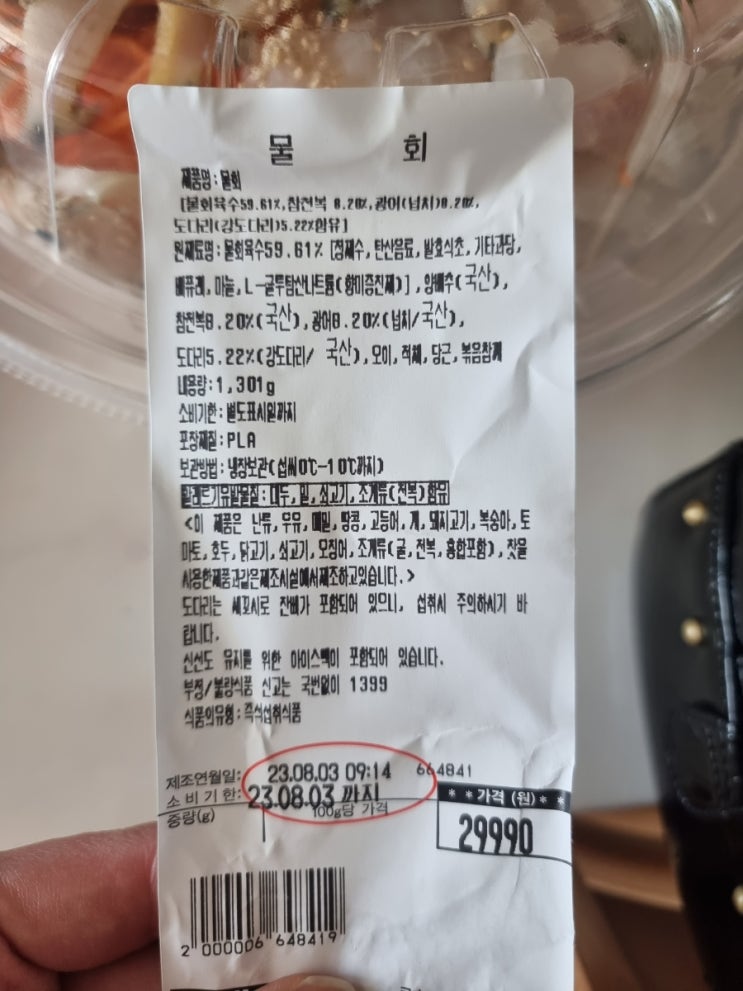 물 회
제품명:물회
[물회육수59.61%,참전복 8.20%,광어(넙치)8.20%,
도다리(강도다리)5.22%함유]
원재료명:물회육수59.61% [정제수,탄산음료,발효식초,기타과당,
배퓨레,마늘,L-글루탐산나트륨(향미증진제)],양배추(국산),
참전복8.20%(국산),광어8.20%(넙치/국산),
도다리5.22%(강도다리/ 국산),오이,적채,당근,볶음참깨
내용량:1,301g
소비기한:별도표시일까지
포장재질:PLA
보관방법:냉장보관(섭씨0℃-10℃까지)
알레르기유발물질:대두,밀,쇠고기,조개류(전복)함유
<이 제품은 난류,우유,메밀,땅콩,고등어,게,돼지고기,복숭아,토
마토,호두,닭고기,쇠고기,오징어,조개류(굴,전복,홍합포함),잣을
사용한제품과같은제조시설에서제조하고있습니다.>
도다리는 세꼬시로 잔뼈가 포함되어 있으니, 섭취시 주의하시기 바
랍니다.
신선도 유지를 위한 아이스팩이 포함되어 있습니다.
부정/불량식품 신고는 국번없이 1399
식품의유형:즉석섭취식품
제조연월일: 23.08.03 09:14 664841
소비기한: 23.08.03 까지 **가격 (원)**
중량(g) 100g당 가격
29990
2 000006 648419